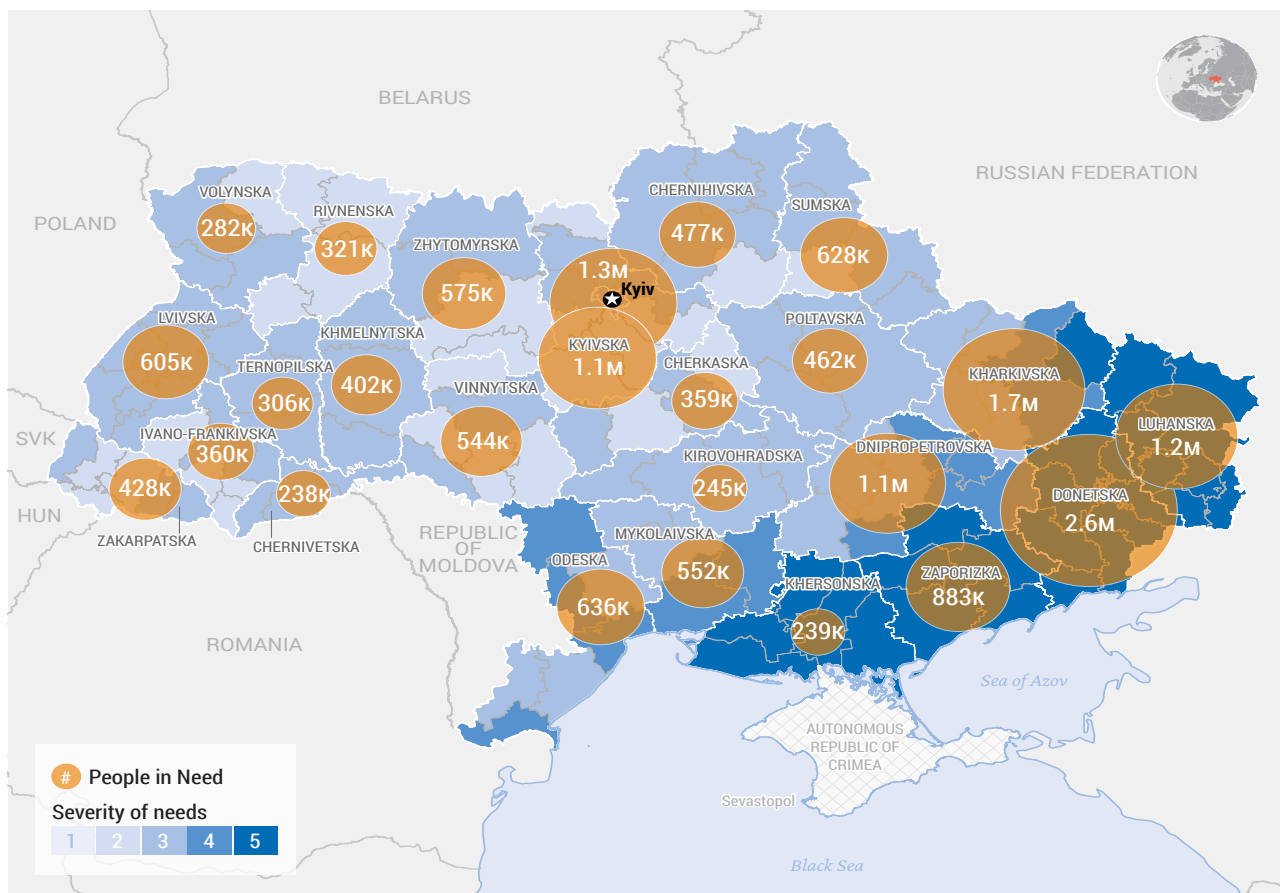 BELARUS
RUSSIAN FEDERATION
POLAND
VOLYNSKA
282K
RIVNENSKA
321K
ZHYTOMYRSKA
575K
CHERNIHIVSKA
477K
SUMSKA
628K
1.3M
Kyiv
KYIVSKA
1.1M
LVIVSKA
605K
TERNOPILSKA
306K
KHMELNYTSKA
402K
VINNYTSKA
544K
CHERKASKA
359K
POLTAVSKA
462K
KHARKIVSKA
1.7M
LUHANSKA
1.2M
SVK
IVANO-FRANKIVSKA
360K
428K
238K
HUN
ZAKARPATSKA
CHERNIVETSKA
KIROVOHRADSKA
245K
DNIPROPETROVSKA
1.1M
DONETSKA
2.6M
REPUBLIC
OF
MOLDOVA
ODESKA
636K
MYKOLAIVSKA
552K
KHERSONSKA
239K
ZAPORIZKA
883K
ROMANIA
Sea of Azov
AUTONOMOUS
REPUBLIC OF
CRIMEA
Sevastopol
Black Sea
# People in Need
Severity of needs
1 2 3 4 5